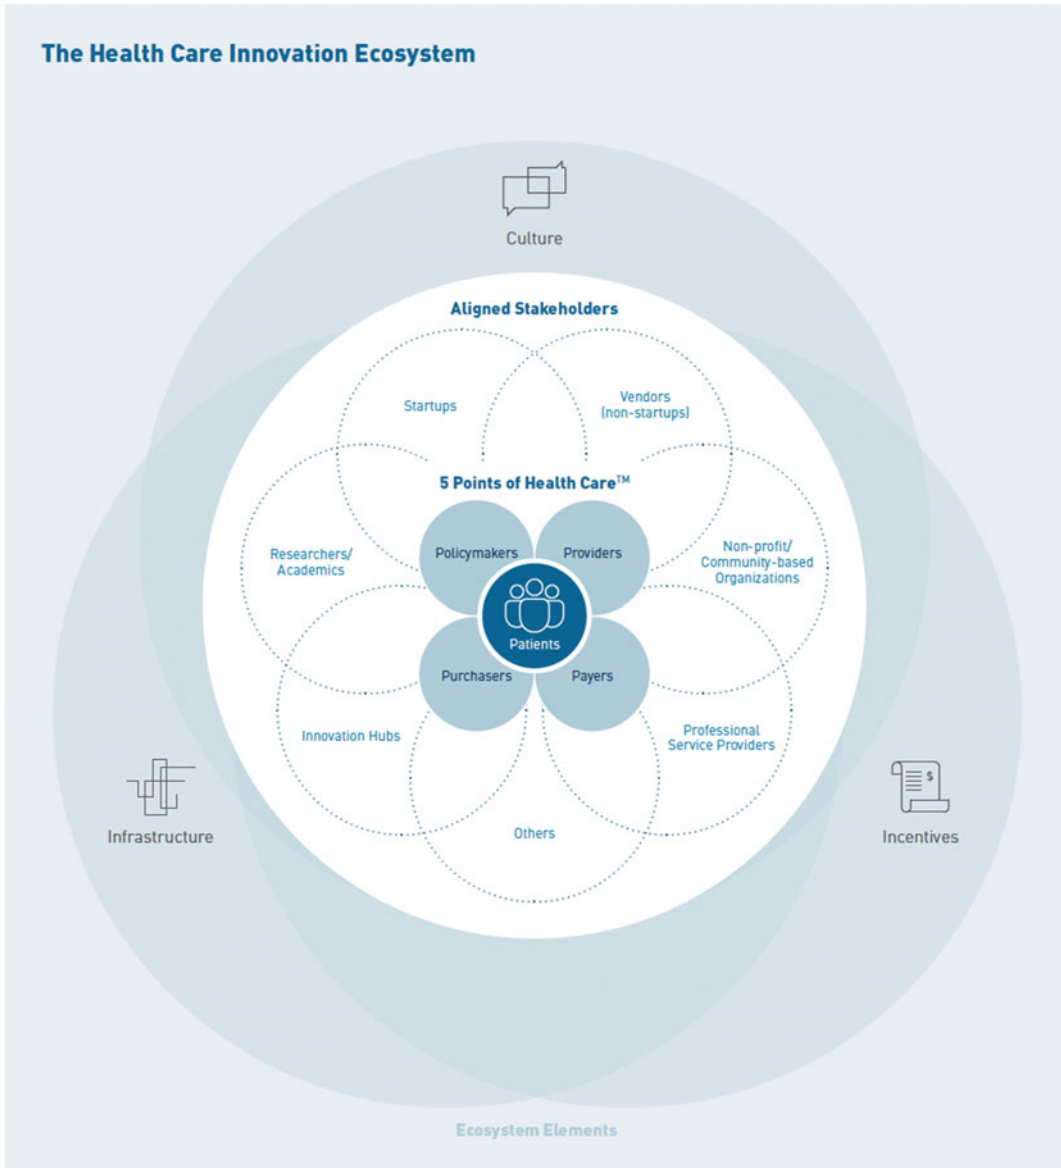 The Health Care Innovation Ecosystem
Culture
Aligned Stakeholders
Startups
Vendors
(non-startups)
5 Points of Health Care™
Researchers/
Academics
Policymakers
Providers
Non-profit/
Community-based
Organizations
Patients
Purchasers
Payers
Innovation Hubs
Professional
Service Providers
$
Infrastructure
Others
Incentives
Ecosystem Elements